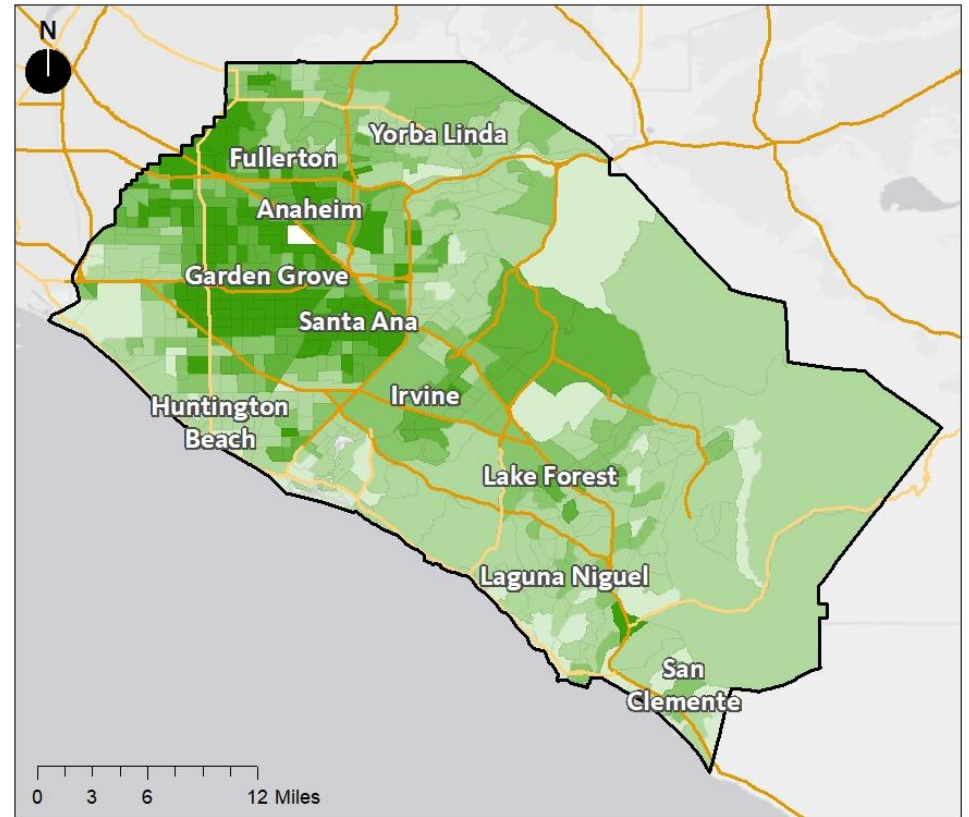 N
Yorba Linda
Fullerton
Anaheim
Garden Grove
Santa Ana
Irvine
Huntington
Beach
Lake Forest
Laguna Niguel
San
Clemente
0 3 6 12 Miles